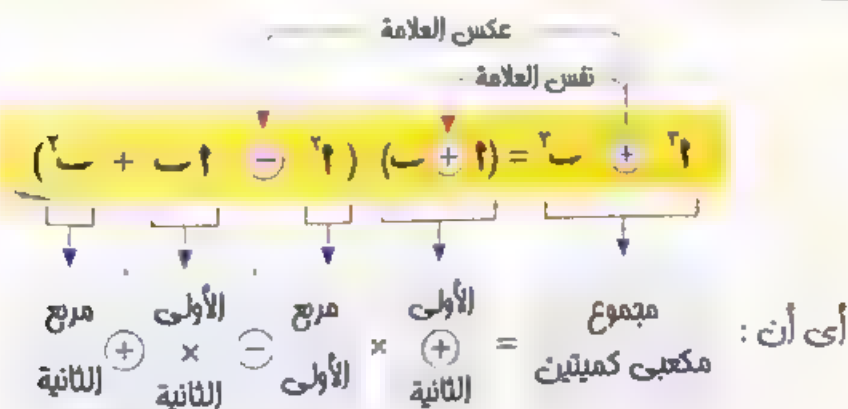 عكس العلامة
نفس العلامة
أ٣ + ب٣ = (أ + ب) (أ٢ − أب + ب٢)
أى أن : مجموع مكعبى كميتين = الأولى + الثانية × مربع الأولى − الأولى × الثانية + مربع الثانية